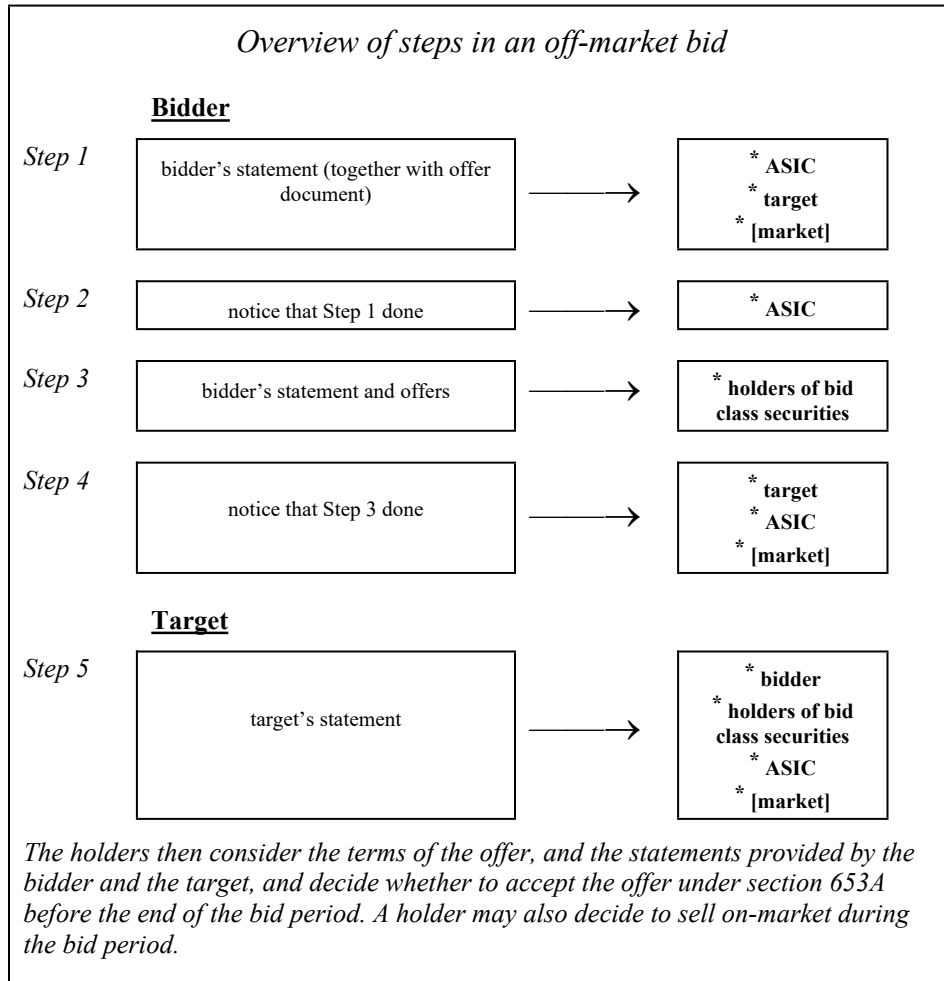 Overview of steps in an off-market bid
Bidder
Step 1
bidder’s statement (together with offer
document)
* ASIC
* target
* [market]
Step 2
notice that Step 1 done
* ASIC
Step 3
bidder’s statement and offers
* holders of bid
class securities
Step 4
notice that Step 3 done
* target
* ASIC
* [market]
Target
Step 5
target’s statement
* bidder
* holders of bid
class securities
* ASIC
* [market]
The holders then consider the terms of the offer, and the statements provided by the
bidder and the target, and decide whether to accept the offer under section 653A
before the end of the bid period. A holder may also decide to sell on-market during
the bid period.